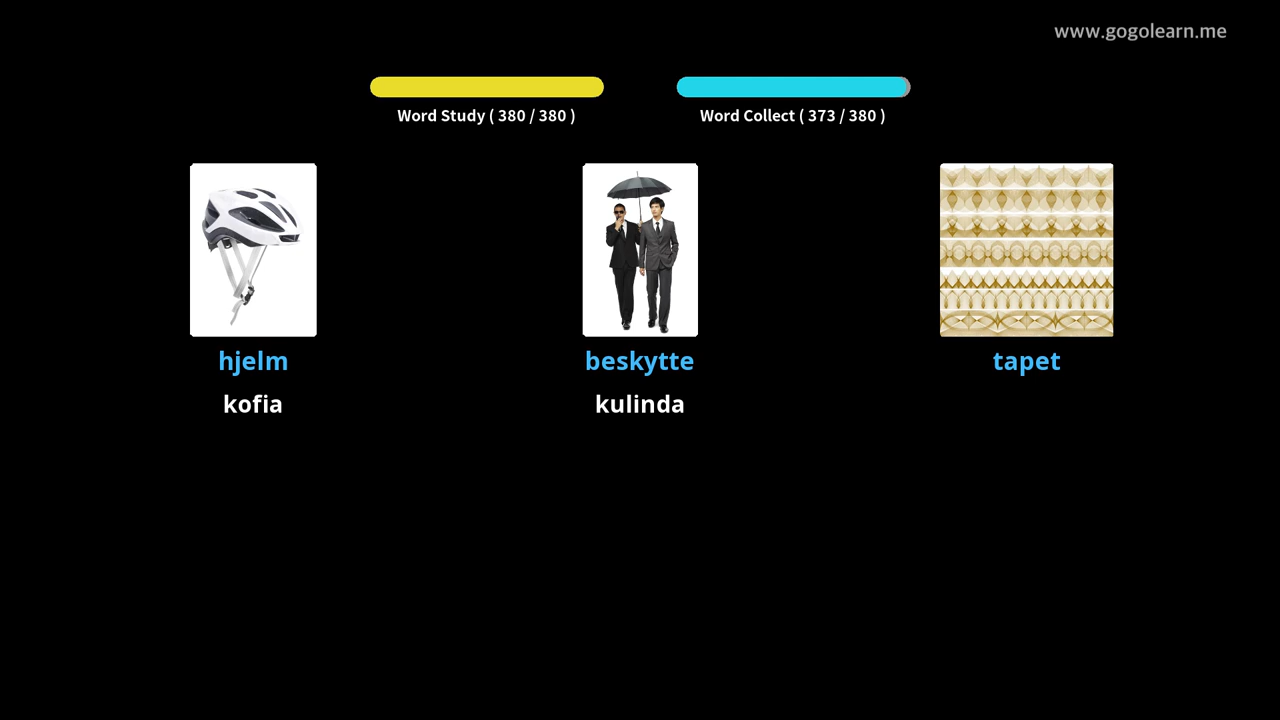 www.gogolearn.me
Word Study ( 380 / 380 )
Word Collect ( 373 / 380 )
hjelm
beskytte
tapet
kofia
kulinda